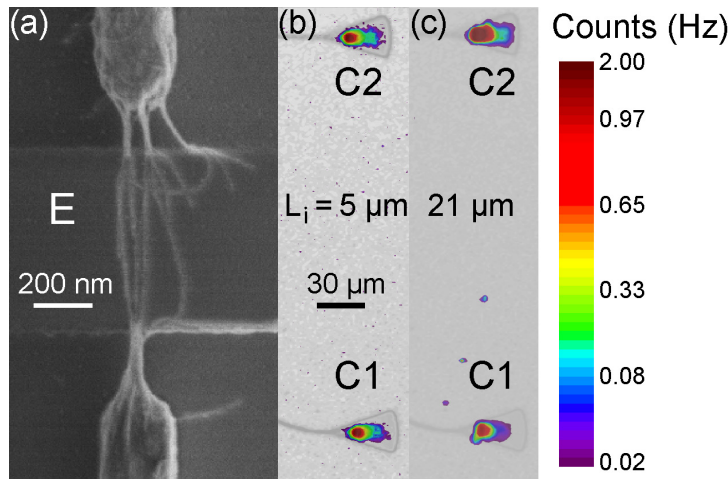 (a)
(b)
(c)
Counts (Hz)
C2
C2
2.00
0.97
E
Lᵢ = 5 μm
21 μm
0.65
200 nm
30 μm
0.33
C1
C1
0.08
0.02